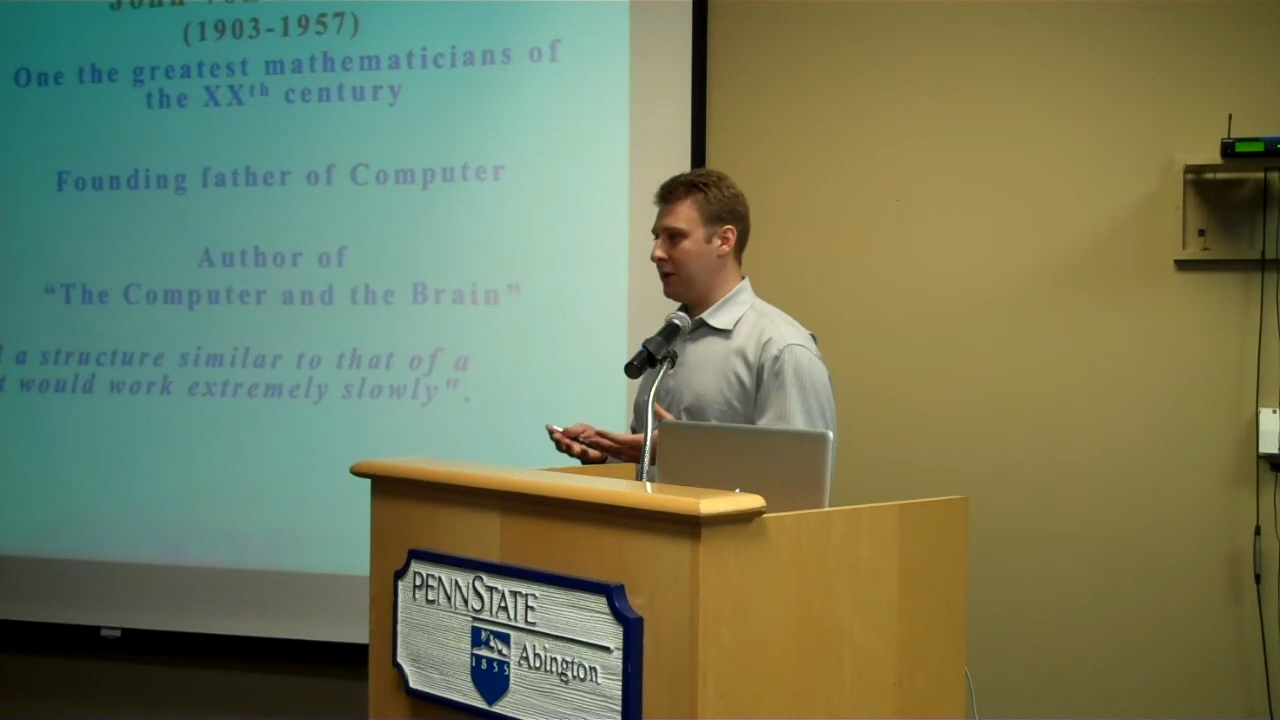 John
(1903-1957)
One the greatest mathematicians of
the XXth century
Founding father of Computer
Author of
“The Computer and the Brain”
a structure similar to that of a
would work extremely slowly".
PENNSTATE
1855
Abington